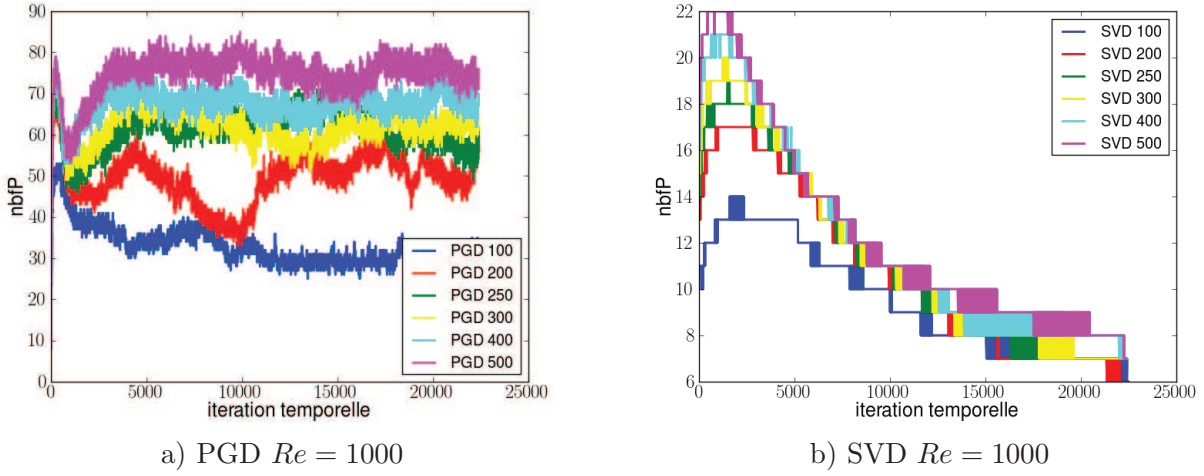 90
80
70
60
50
40
30
20
10
0
nbfP
0
5000
10000
15000
20000
25000
iteration temporelle
PGD 100
PGD 200
PGD 250
PGD 300
PGD 400
PGD 500
a) PGD Re = 1000
22
20
18
16
14
12
10
8
6
nbfP
0
5000
10000
15000
20000
25000
iteration temporelle
SVD 100
SVD 200
SVD 250
SVD 300
SVD 400
SVD 500
b) SVD Re = 1000